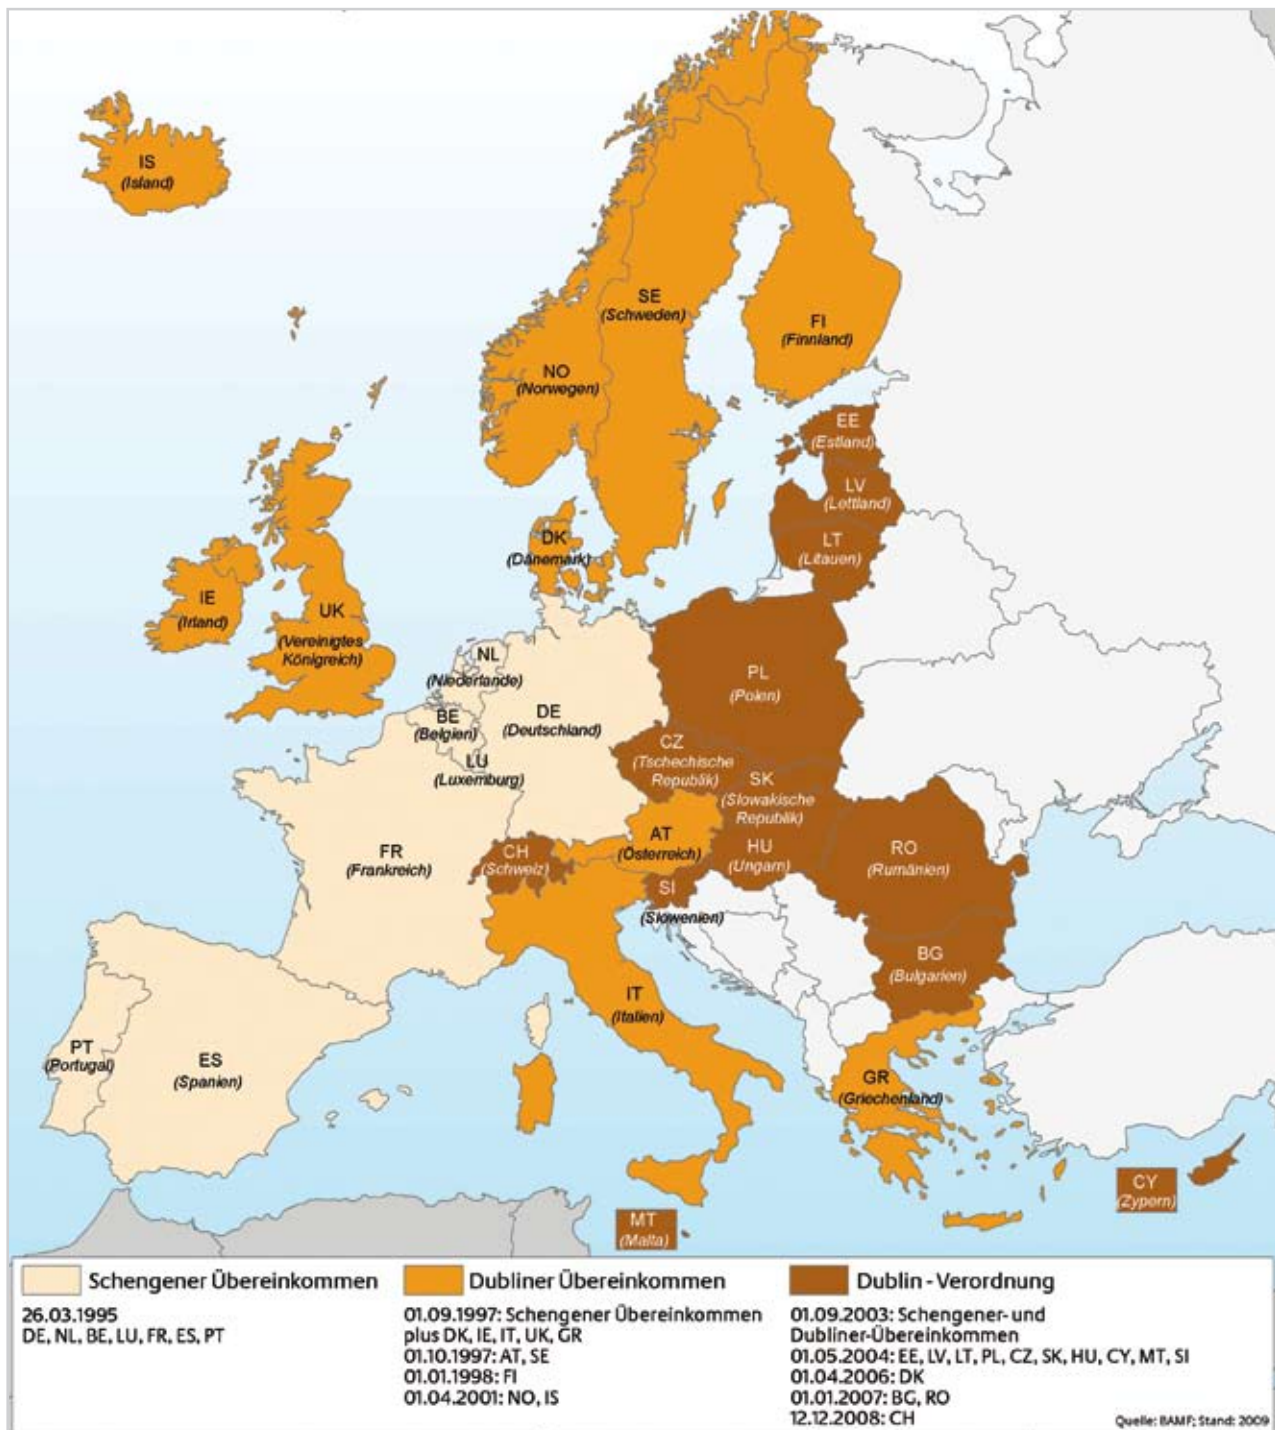 IS
(Island)
SE
(Schweden)
FI
(Finnland)
NO
(Norwegen)
EE
(Estland)
LV
(Lettland)
LT
(Litauen)
DK
(Dänemark)
IE
(Irland)
UK
(Vereinigtes
Königreich)
NL
(Niederlande)
PL
(Polen)
BE
(Belgien)
DE
(Deutschland)
LU
(Luxemburg)
CZ
(Tschechische
Republik)
SK
(Slowakische
Republik)
AT
(Österreich)
FR
(Frankreich)
CH
(Schweiz)
HU
(Ungarn)
RO
(Rumänien)
SI
(Slowenien)
BG
(Bulgarien)
IT
(Italien)
PT
(Portugal)
ES
(Spanien)
GR
(Griechenland)
CY
(Zypern)
MT
(Malta)
Schengener Übereinkommen
26.03.1995
DE, NL, BE, LU, FR, ES, PT
Dubliner Übereinkommen
01.09.1997: Schengener Übereinkommen
plus DK, IE, IT, UK, GR
01.10.1997: AT, SE
01.01.1998: FI
01.04.2001: NO, IS
Dublin - Verordnung
01.09.2003: Schengener- und
Dubliner-Übereinkommen
01.05.2004: EE, LV, LT, PL, CZ, SK, HU, CY, MT, SI
01.04.2006: DK
01.01.2007: BG, RO
12.12.2008: CH
Quelle: BAMF; Stand: 2009